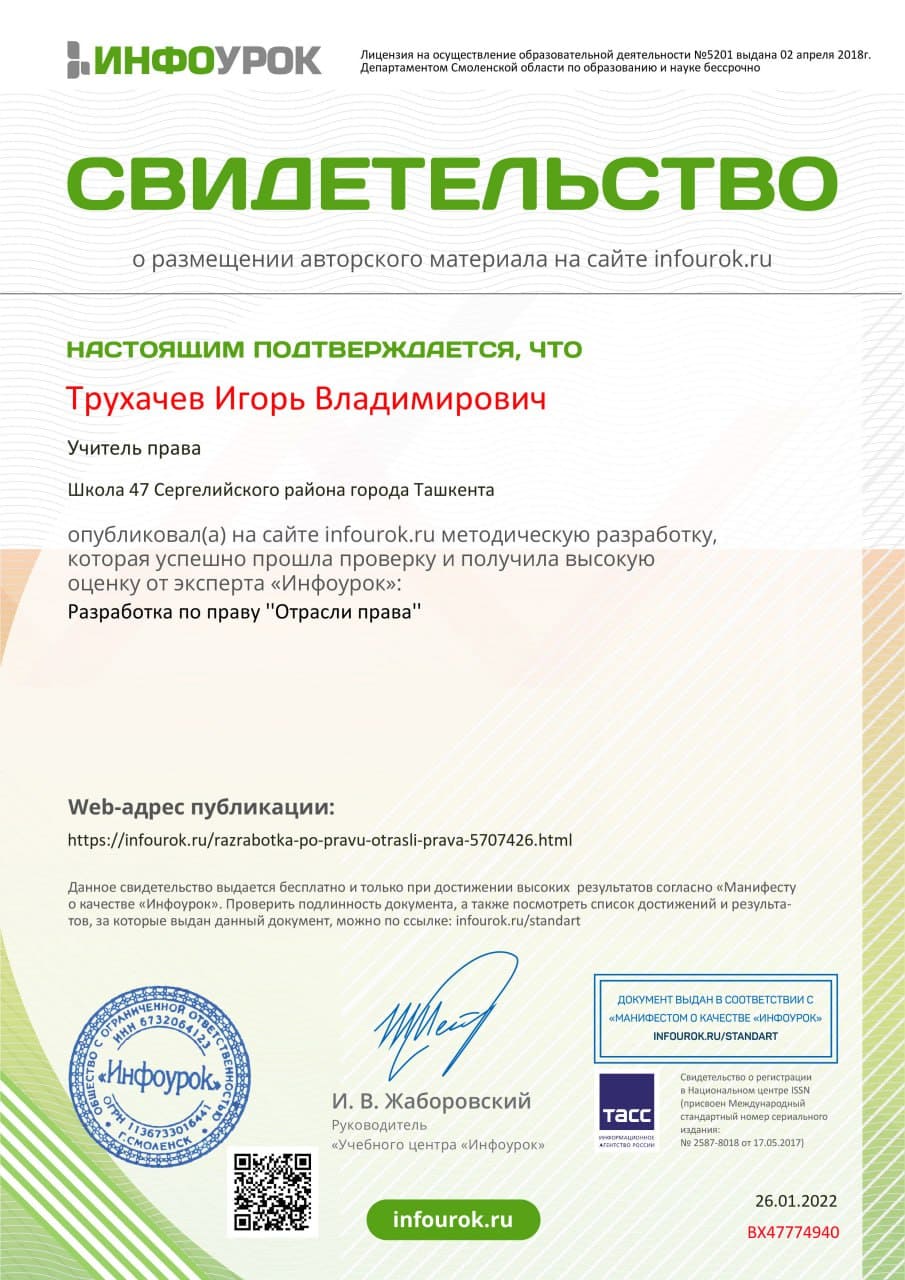 ИНФОУРОК
Лицензия на осуществление образовательной деятельности №5201 выдана 02 апреля 2018г.
Департаментом Смоленской области по образованию и науке бессрочно
СВИДЕТЕЛЬСТВО
о размещении авторского материала на сайте infourok.ru
НАСТОЯЩИМ ПОДТВЕРЖДАЕТСЯ, ЧТО
Трухачев Игорь Владимирович
Учитель права
Школа 47 Сергелийского района города Ташкента
опубликовал(а) на сайте infourok.ru методическую разработку,
которая успешно прошла проверку и получила высокую
оценку от эксперта «Инфоурок»:
Разработка по праву ''Отрасли права''
Web-адрес публикации:
https://infourok.ru/razrabotka-po-pravu-otrasli-prava-5707426.html
Данное свидетельство выдается бесплатно и только при достижении высоких результатов согласно «Манифесту
о качестве «Инфоурок». Проверить подлинность документа, а также посмотреть список достижений и результа-
тов, за которые выдан данный документ, можно по ссылке: infourok.ru/standart
ОБЩЕСТВО С ОГРАНИЧЕННОЙ ОТВЕТСТВЕННОСТЬЮ
ИНН 6732064123
«Инфоурок»
ОГРН 1136733016441
Г.СМОЛЕНСК
И. В. Жаборовский
Руководитель
«Учебного центра «Инфоурок»
ДОКУМЕНТ ВЫДАН В СООТВЕТСТВИИ С
«МАНИФЕСТОМ О КАЧЕСТВЕ «ИНФОУРОК»
INFOUROK.RU/STANDART
ТАСС
ИНФОРМАЦИОННОЕ
АГЕНТСТВО РОССИИ
Свидетельство о регистрации
в Национальном центре ISSN
(присвоен Международный
стандартный номер сериального
издания:
№ 2587-8018 от 17.05.2017)
infourok.ru
26.01.2022
ВХ47774940